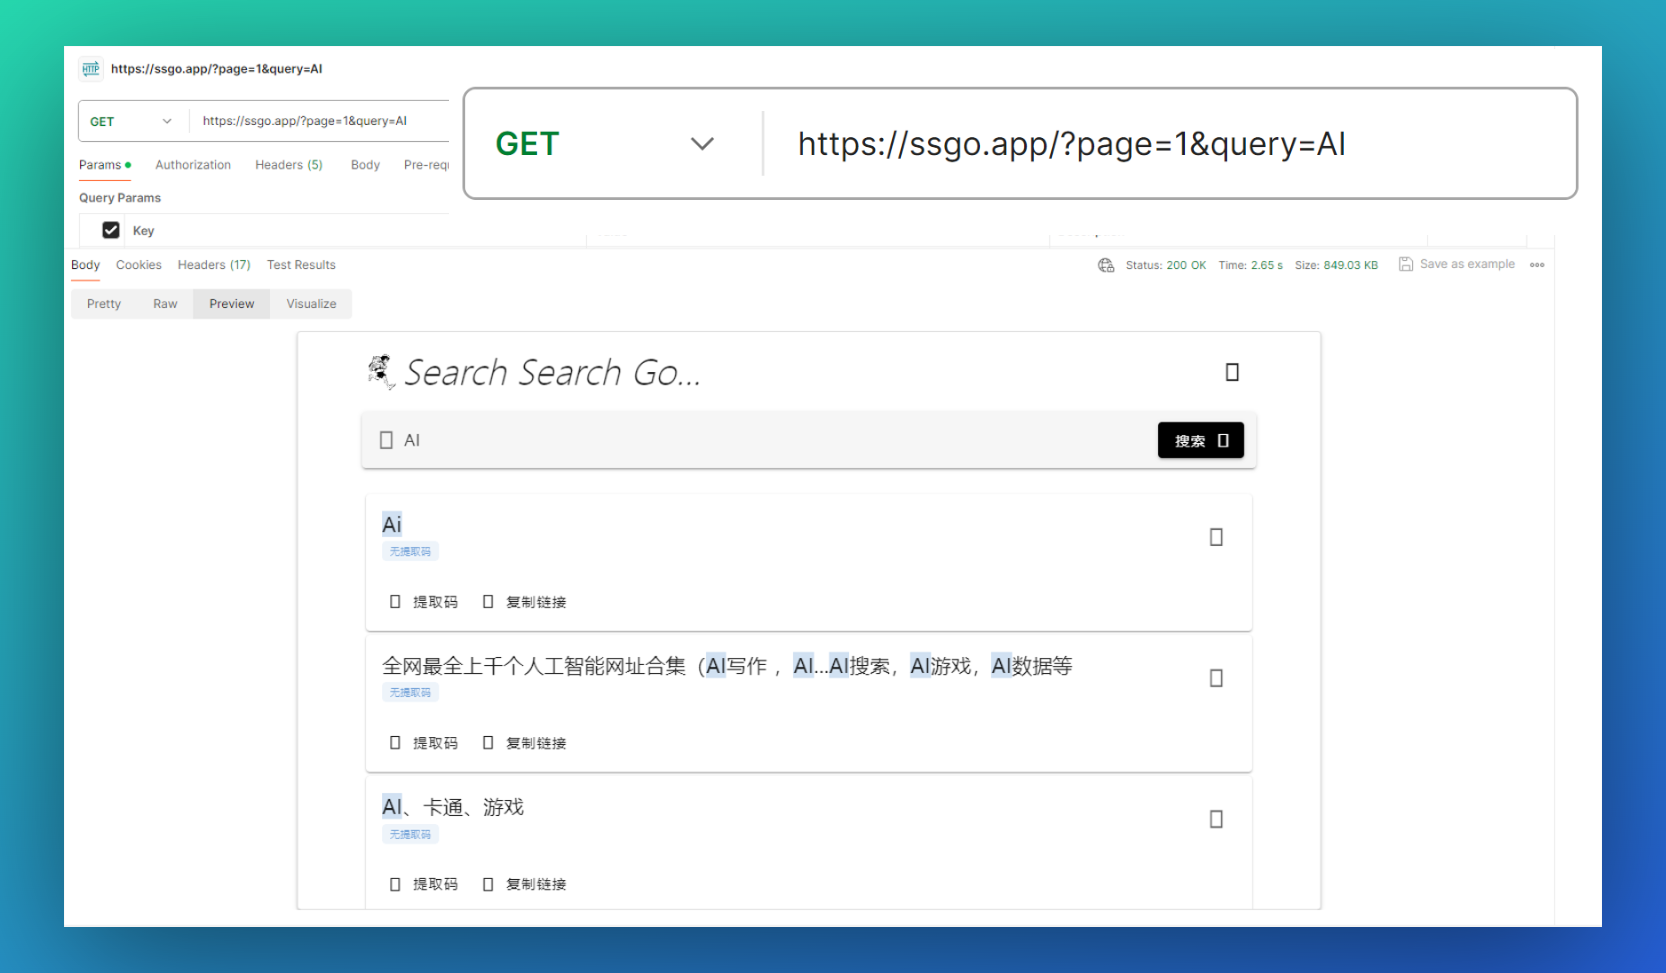 HTTP https://ssgo.app/?page=1&query=AI
GET https://ssgo.app/?page=1&query=AI
GET https://ssgo.app/?page=1&query=AI
Params Authorization Headers (5) Body Pre-requ
Query Params
Key
Body Cookies Headers (17) Test Results Status: 200 OK Time: 2.65 s Size: 849.03 KB Save as example
Pretty Raw Preview Visualize
Search Search Go...
AI 搜索
Ai
无提取码
提取码 复制链接
全网最全上千个人工智能网址合集（AI写作 ，AI...AI搜索，AI游戏，AI数据等
无提取码
提取码 复制链接
AI、卡通、游戏
无提取码
提取码 复制链接